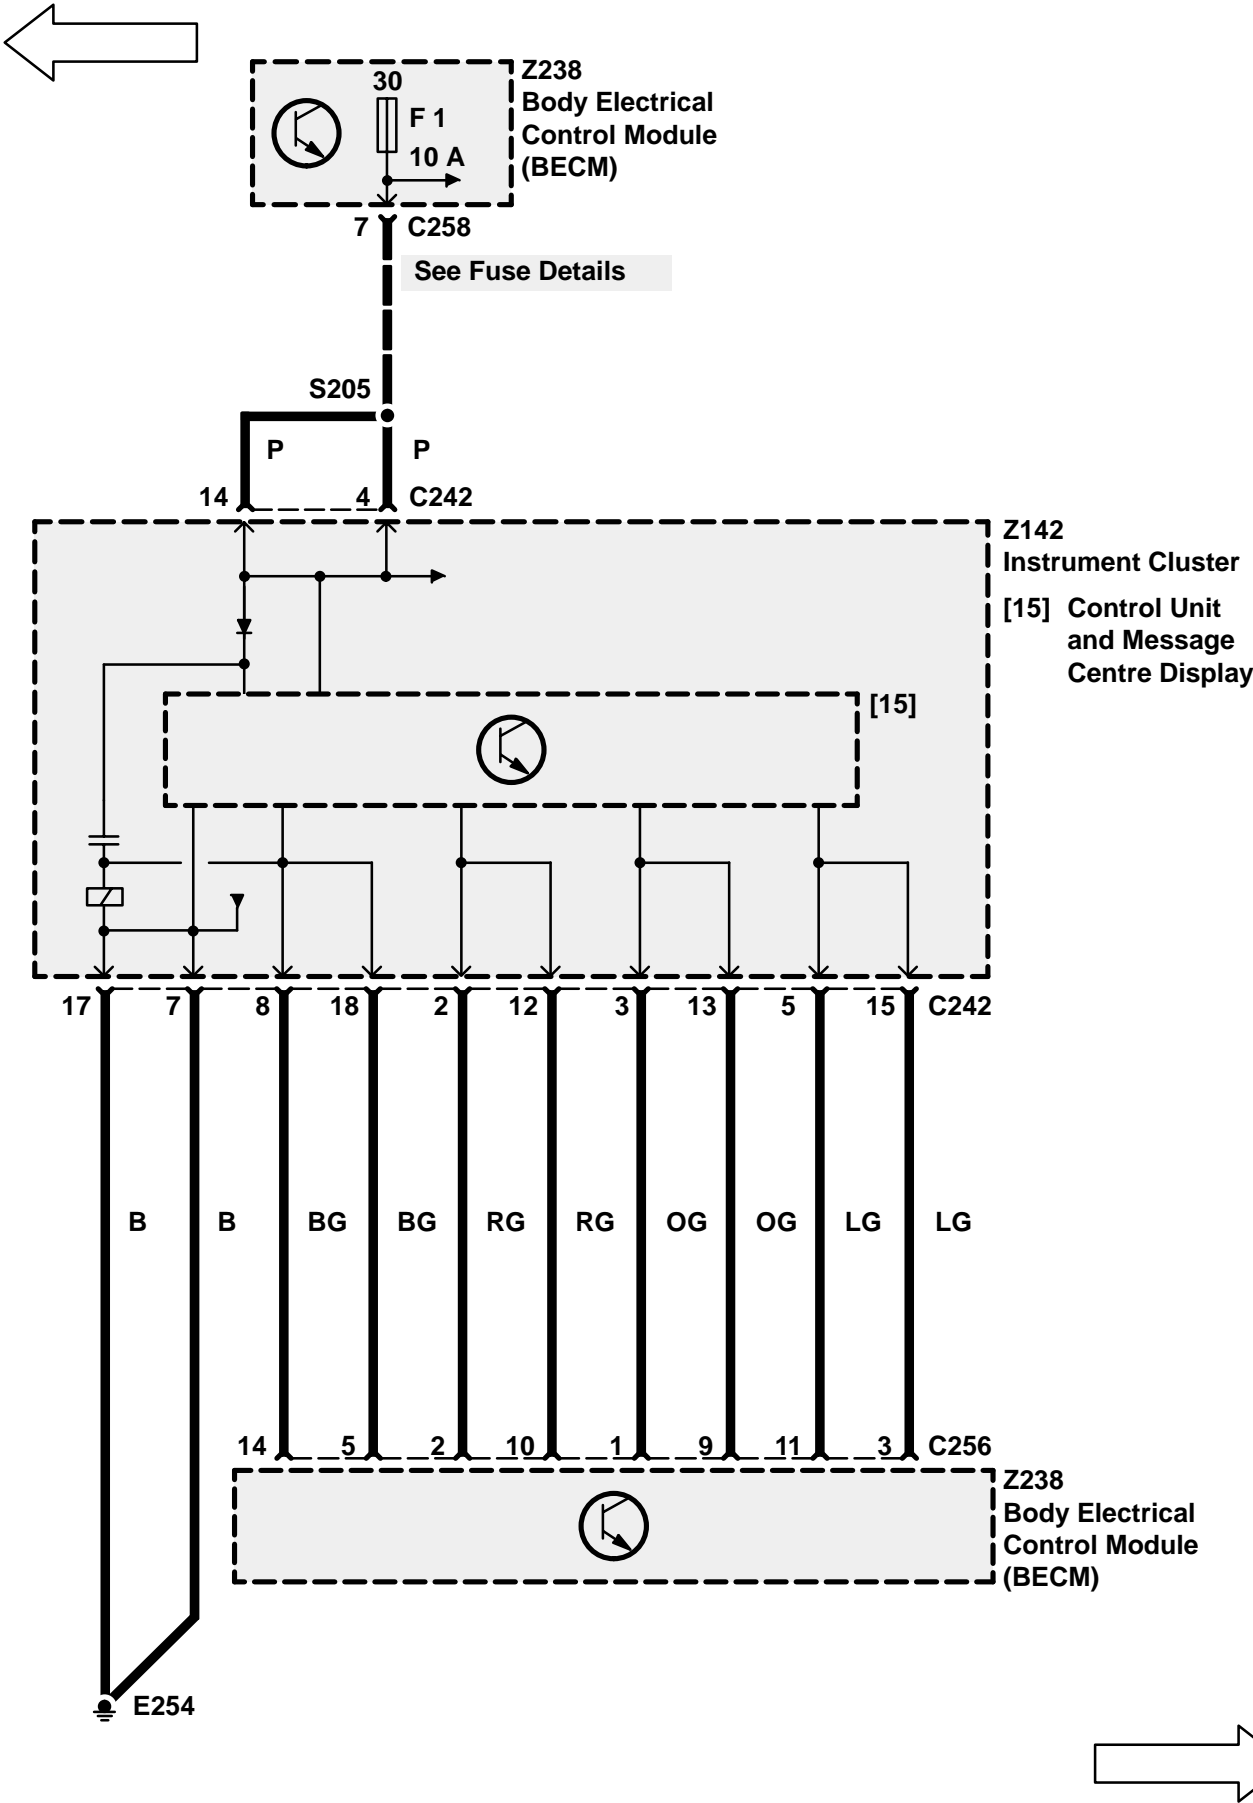 Z238
30
Body Electrical
F 1
Control Module
10 A
(BECM)
7 C258
See Fuse Details
S205
P P
14 4 C242
Z142
Instrument Cluster
[15] Control Unit
and Message
Centre Display
[15]
17 7 8 18 2 12 3 13 5 15 C242
B B BG BG RG RG OG OG LG LG
14 5 2 10 1 9 11 3 C256
Z238
Body Electrical
Control Module
(BECM)
E254